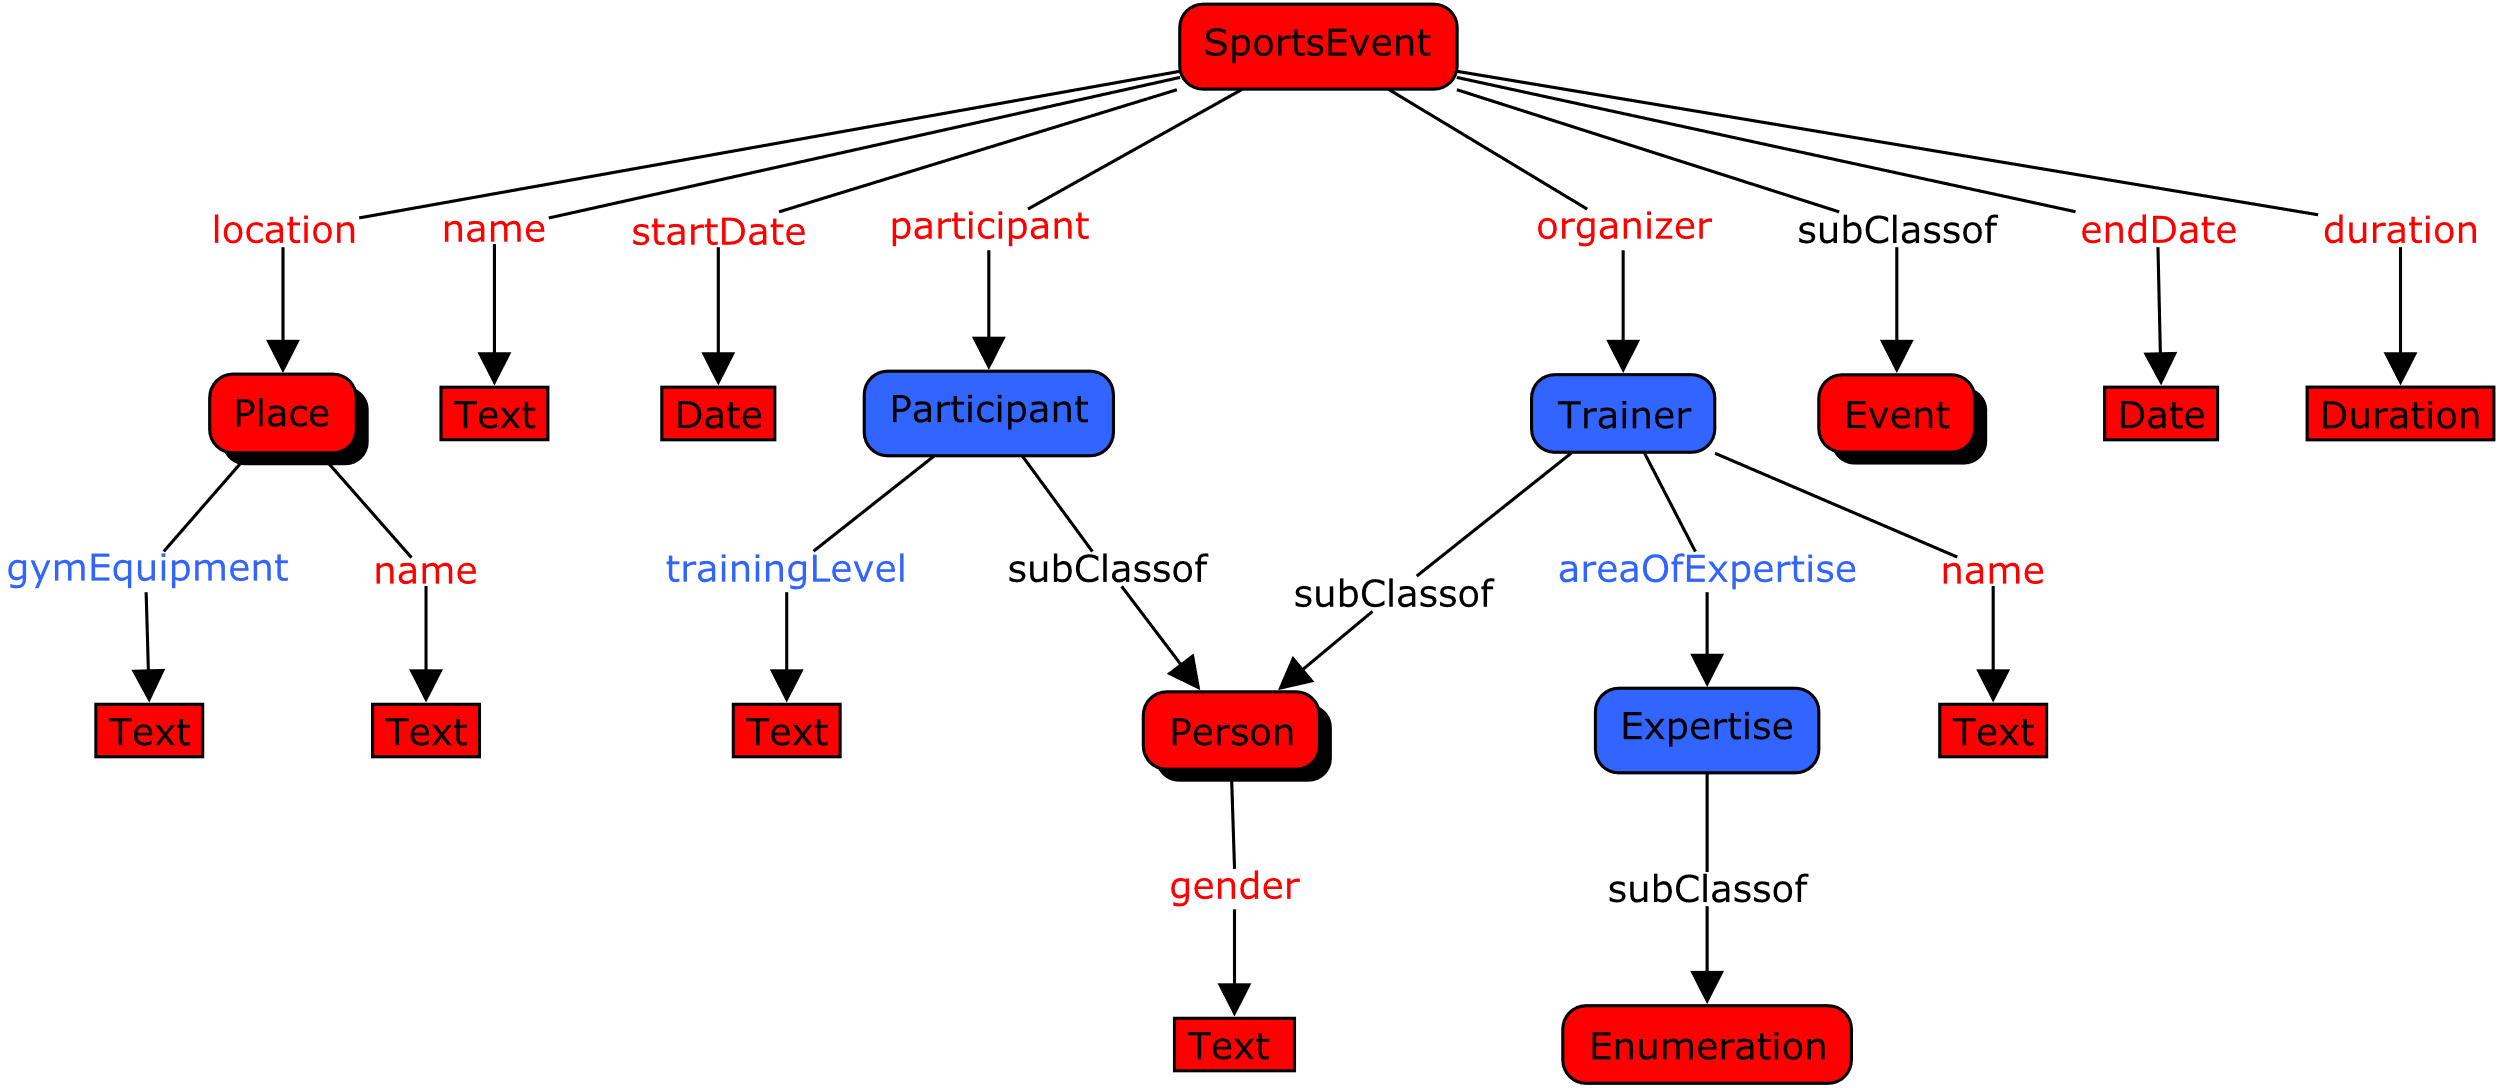 SportsEvent
location
name
startDate
participant
organizer
subClassof
endDate
duration
Place
Text
Date
Participant
Trainer
Event
Date
Duration
gymEquipment
name
trainingLevel
subClassof
subClassof
areaOfExpertise
name
Text
Text
Text
Person
Expertise
Text
gender
subClassof
Text
Enumeration